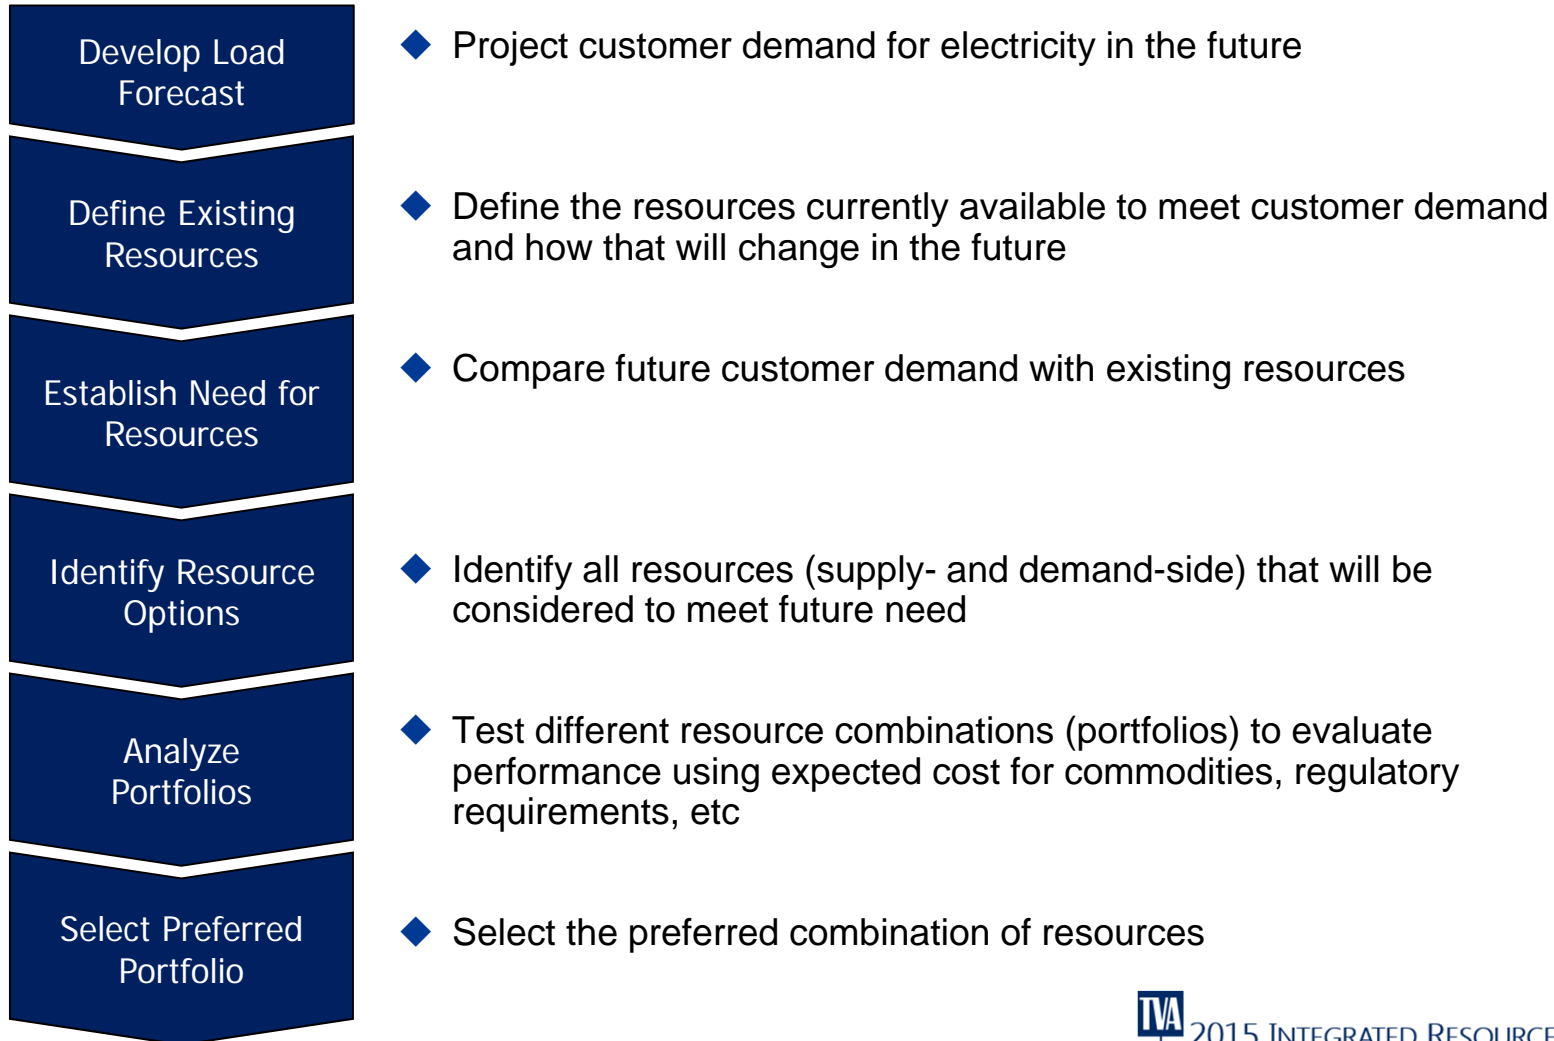 Develop Load
Forecast
Project customer demand for electricity in the future
Define Existing
Resources
Define the resources currently available to meet customer demand
and how that will change in the future
Establish Need for
Resources
Compare future customer demand with existing resources
Identify Resource
Options
Identify all resources (supply- and demand-side) that will be
considered to meet future need
Analyze
Portfolios
Test different resource combinations (portfolios) to evaluate
performance using expected cost for commodities, regulatory
requirements, etc
Select Preferred
Portfolio
Select the preferred combination of resources
TVA
2015 INTEGRATED RESOURCE